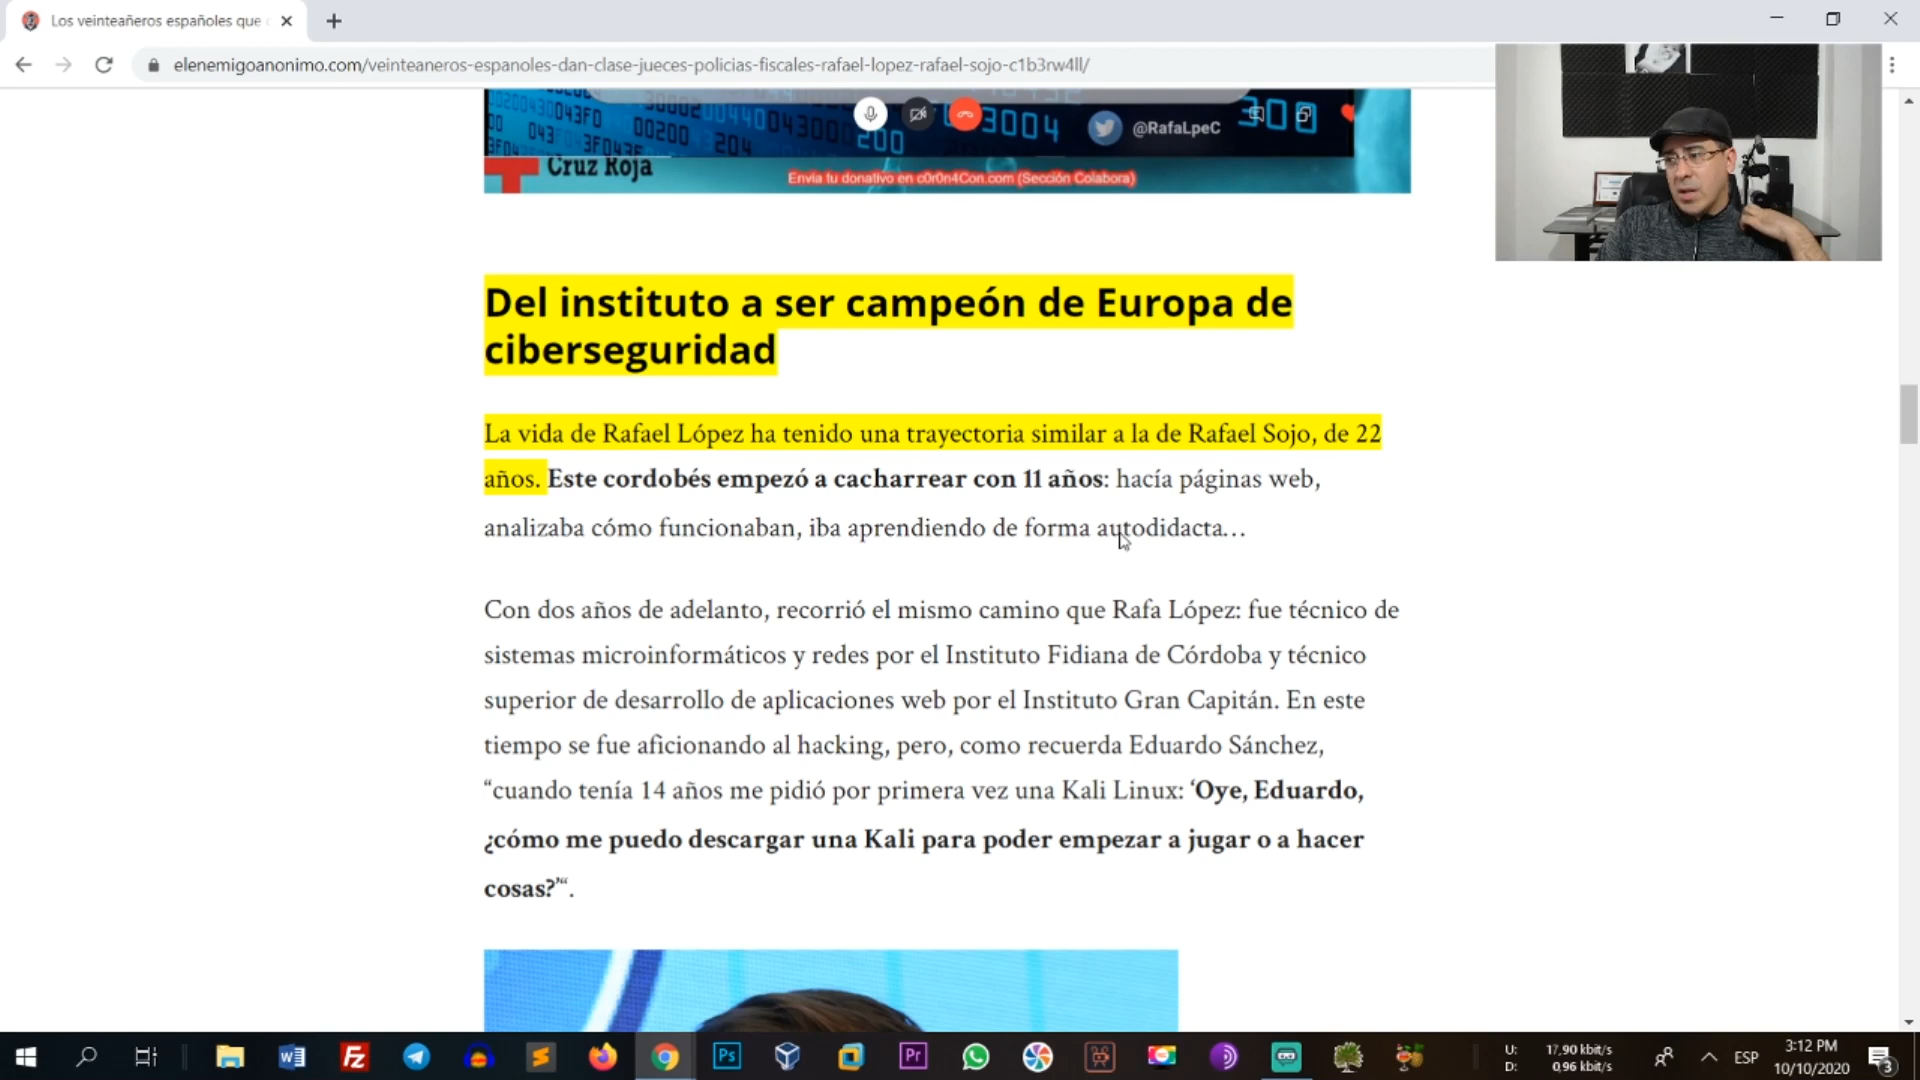 Los veinteañeros españoles que
elenemigoanonimo.com/veinteaneros-espanoles-dan-clase-jueces-policias-fiscales-rafael-lopez-rafael-sojo-c1b3rw4ll/
@RafaLpeC
Cruz Roja
Envia tu donativo en c0r0n4Con.com (Sección Colabora)
Del instituto a ser campeón de Europa de
ciberseguridad
La vida de Rafael López ha tenido una trayectoria similar a la de Rafael Sojo, de 22
años. Este cordobés empezó a cacharrear con 11 años: hacía páginas web,
analizaba cómo funcionaban, iba aprendiendo de forma autodidacta…
Con dos años de adelanto, recorrió el mismo camino que Rafa López: fue técnico de
sistemas microinformáticos y redes por el Instituto Fidiana de Córdoba y técnico
superior de desarrollo de aplicaciones web por el Instituto Gran Capitán. En este
tiempo se fue aficionando al hacking, pero, como recuerda Eduardo Sánchez,
“cuando tenía 14 años me pidió por primera vez una Kali Linux: ‘Oye, Eduardo,
¿cómo me puedo descargar una Kali para poder empezar a jugar o a hacer
cosas?’“.
Ps
Pr
U: 17,90 kbit/s
D: 0,96 kbit/s
ESP
3:12 PM
10/10/2020
3